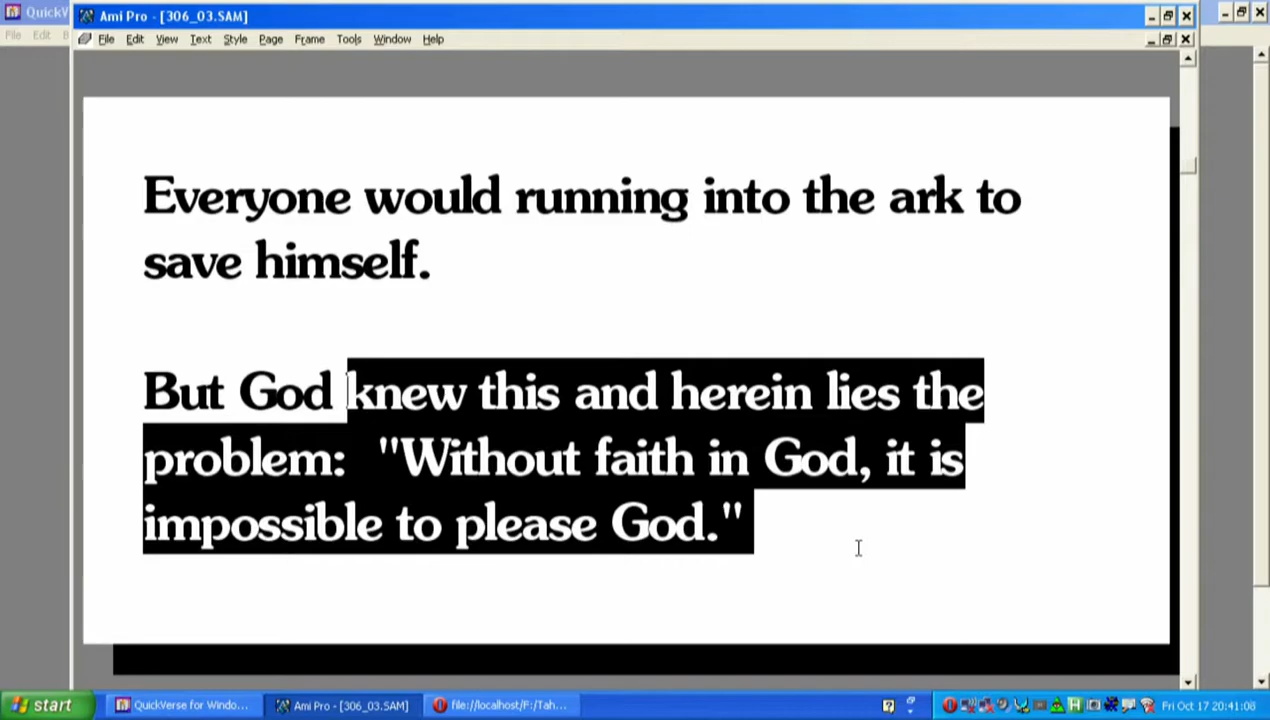 QuickV
Ami Pro - [306_03.SAM]
File Edit B
File Edit View Text Style Page Frame Tools Window Help
Everyone would running into the ark to
save himself.
But God knew this and herein lies the
problem: "Without faith in God, it is
impossible to please God."
start
QuickVerse for Windo...
Ami Pro - [306_03.SAM]
file://localhost/F:/Tah...
Fri Oct 17 20:41:08